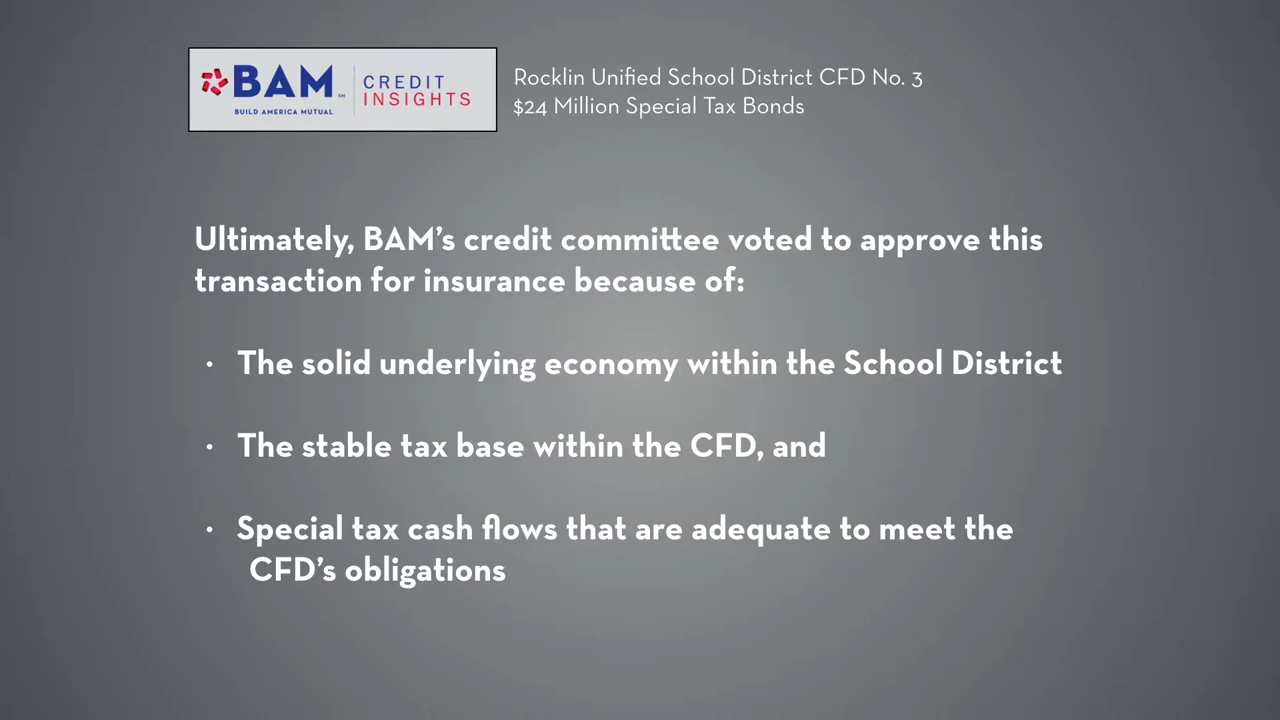 BAM SM
BUILD AMERICA MUTUAL
CREDIT
INSIGHTS
Rocklin Unified School District CFD No. 3
$24 Million Special Tax Bonds
Ultimately, BAM's credit committee voted to approve this
transaction for insurance because of:
· The solid underlying economy within the School District
· The stable tax base within the CFD, and
· Special tax cash flows that are adequate to meet the
CFD's obligations